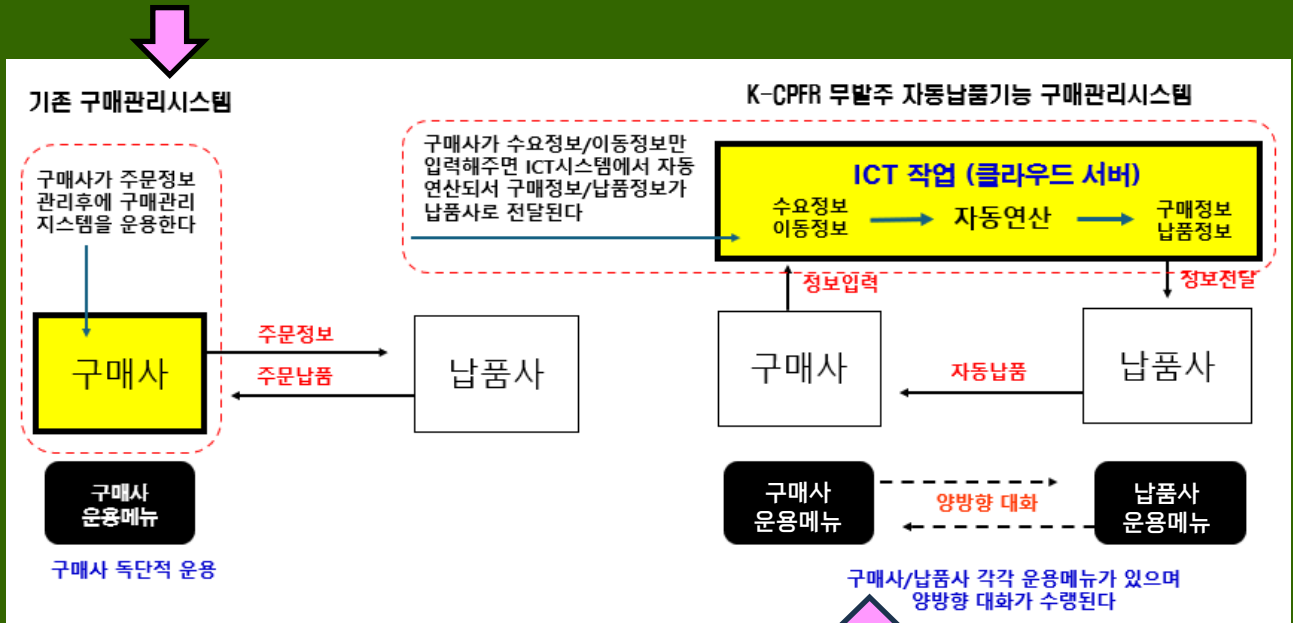 기존 구매관리시스템
구매사가 주문정보
관리후에 구매관리
지스템을 운용한다
구매사
주문정보
주문납품
납품사
구매사
운용메뉴
구매사 독단적 운용
K-CPFR 무발주 자동납품기능 구매관리시스템
구매사가 수요정보/이동정보만
입력해주면 ICT시스템에서 자동
연산되서 구매정보/납품정보가
납품사로 전달된다
ICT 작업 (클라우드 서버)
수요정보
이동정보
자동연산
구매정보
납품정보
정보입력
정보전달
구매사
자동납품
납품사
구매사
운용메뉴
양방향 대화
납품사
운용메뉴
구매사/납품사 각각 운용메뉴가 있으며
양방향 대화가 수랭된다